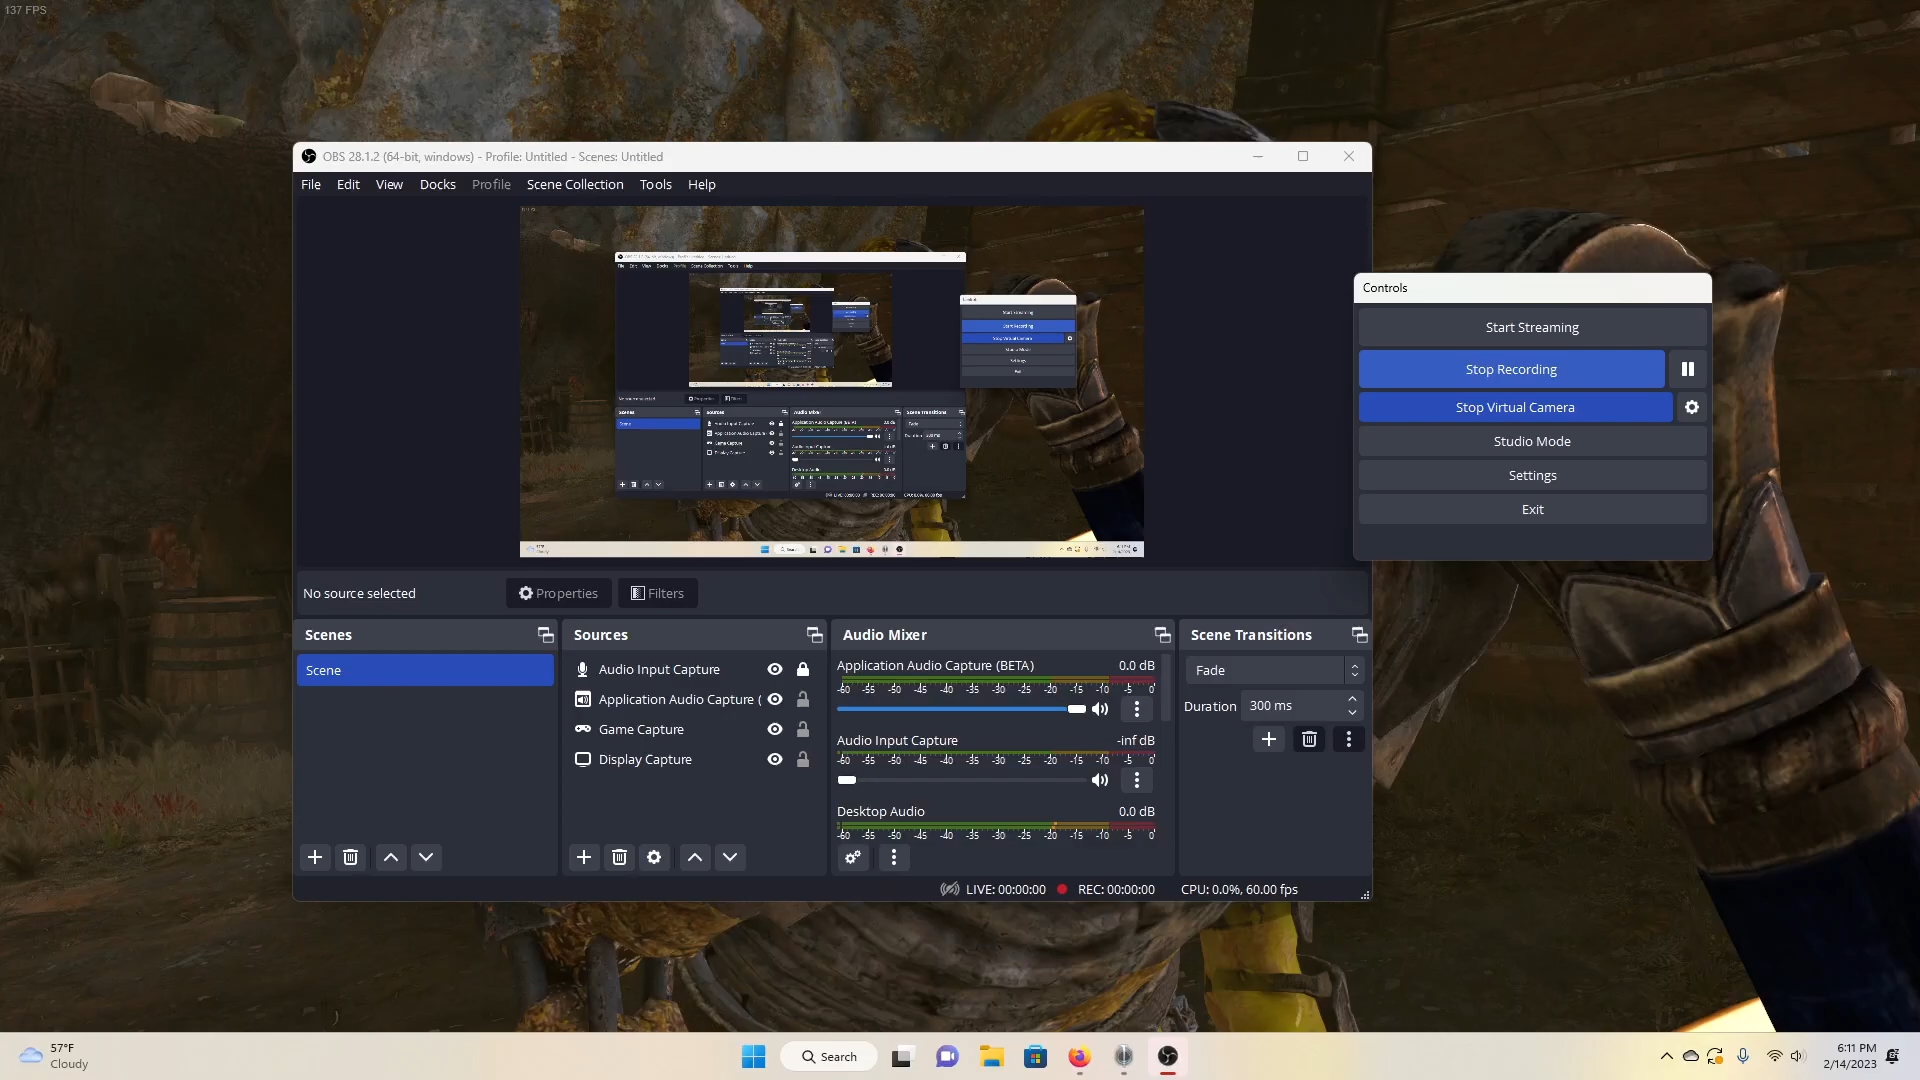 137 FPS
OBS 28.1.2 (64-bit, windows) - Profile: Untitled - Scenes: Untitled
File Edit View Docks Profile Scene Collection Tools Help
Controls
Start Streaming
Stop Recording
Stop Virtual Camera
Studio Mode
Settings
Exit
No source selected Properties Filters
Scenes
Scene
Sources
Audio Input Capture
Application Audio Capture (
Game Capture
Display Capture
Audio Mixer
Application Audio Capture (BETA) 0.0 dB
-60 -55 -50 -45 -40 -35 -30 -25 -20 -15 -10 -5 0
Audio Input Capture -inf dB
-60 -55 -50 -45 -40 -35 -30 -25 -20 -15 -10 -5 0
Desktop Audio 0.0 dB
-60 -55 -50 -45 -40 -35 -30 -25 -20 -15 -10 -5 0
Scene Transitions
Fade
Duration 300 ms
LIVE: 00:00:00 REC: 00:00:00 CPU: 0.0%, 60.00 fps
57°F
Cloudy
Search
6:11 PM
2/14/2023